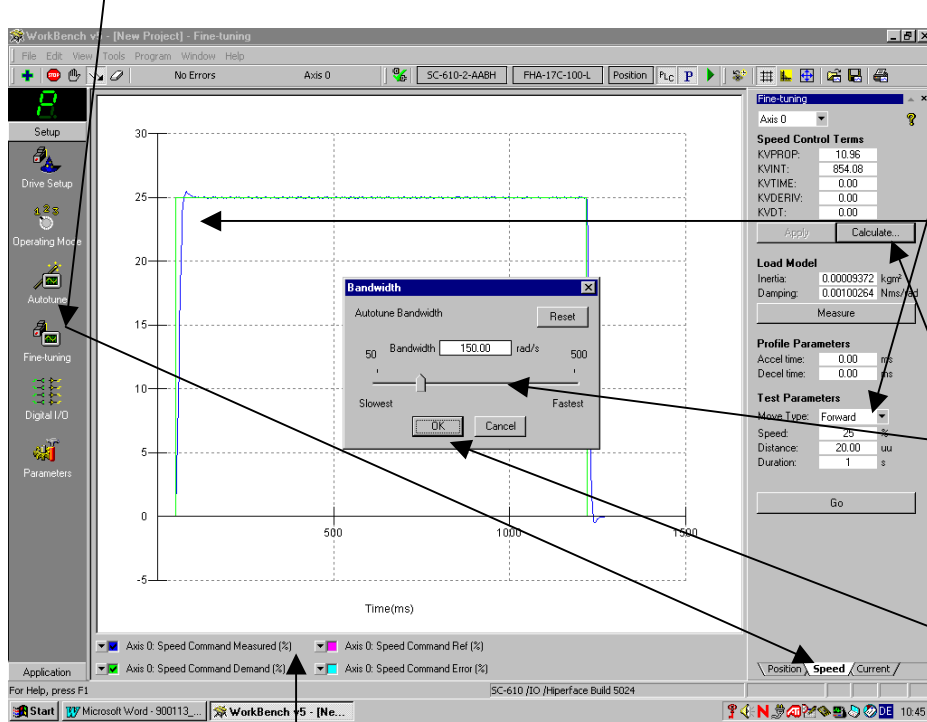 WorkBench v5 - [New Project] - Fine-tuning
File Edit View Tools Program Window Help
No Errors Axis 0 SC-610-2-AABH FHA-17C-100-L Position PLC P
Setup
Drive Setup
Operating Mode
Autotune
Fine-tuning
Digital I/O
Parameters
Application
30
25
20
15
10
5
0
-5
500 1000 1500
Time(ms)
Bandwidth
Autotune Bandwidth Reset
50 Bandwidth 150.00 rad/s 500
Slowest Fastest
OK Cancel
Axis 0: Speed Command Measured (%) Axis 0: Speed Command Ref (%)
Axis 0: Speed Command Demand (%) Axis 0: Speed Command Error (%)
Fine-tuning
Axis 0
Speed Control Terms
KVPROP: 10.96
KVINT: 854.08
KVTIME: 0.00
KVDERIV: 0.00
KVDT: 0.00
Apply Calculate...
Load Model
Inertia: 0.00009372 kgm²
Damping: 0.00100264 Nms/rad
Measure
Profile Parameters
Accel time: 0.00 ms
Decel time: 0.00 ms
Test Parameters
Move Type: Forward
Speed: 25 %
Distance: 20.00 uu
Duration: 1 s
Go
Position Speed Current
For Help, press F1 SC-610 /IO /Hiperface Build 5024
Start Microsoft Word - 900113_... WorkBench v5 - [Ne... DE 10:45